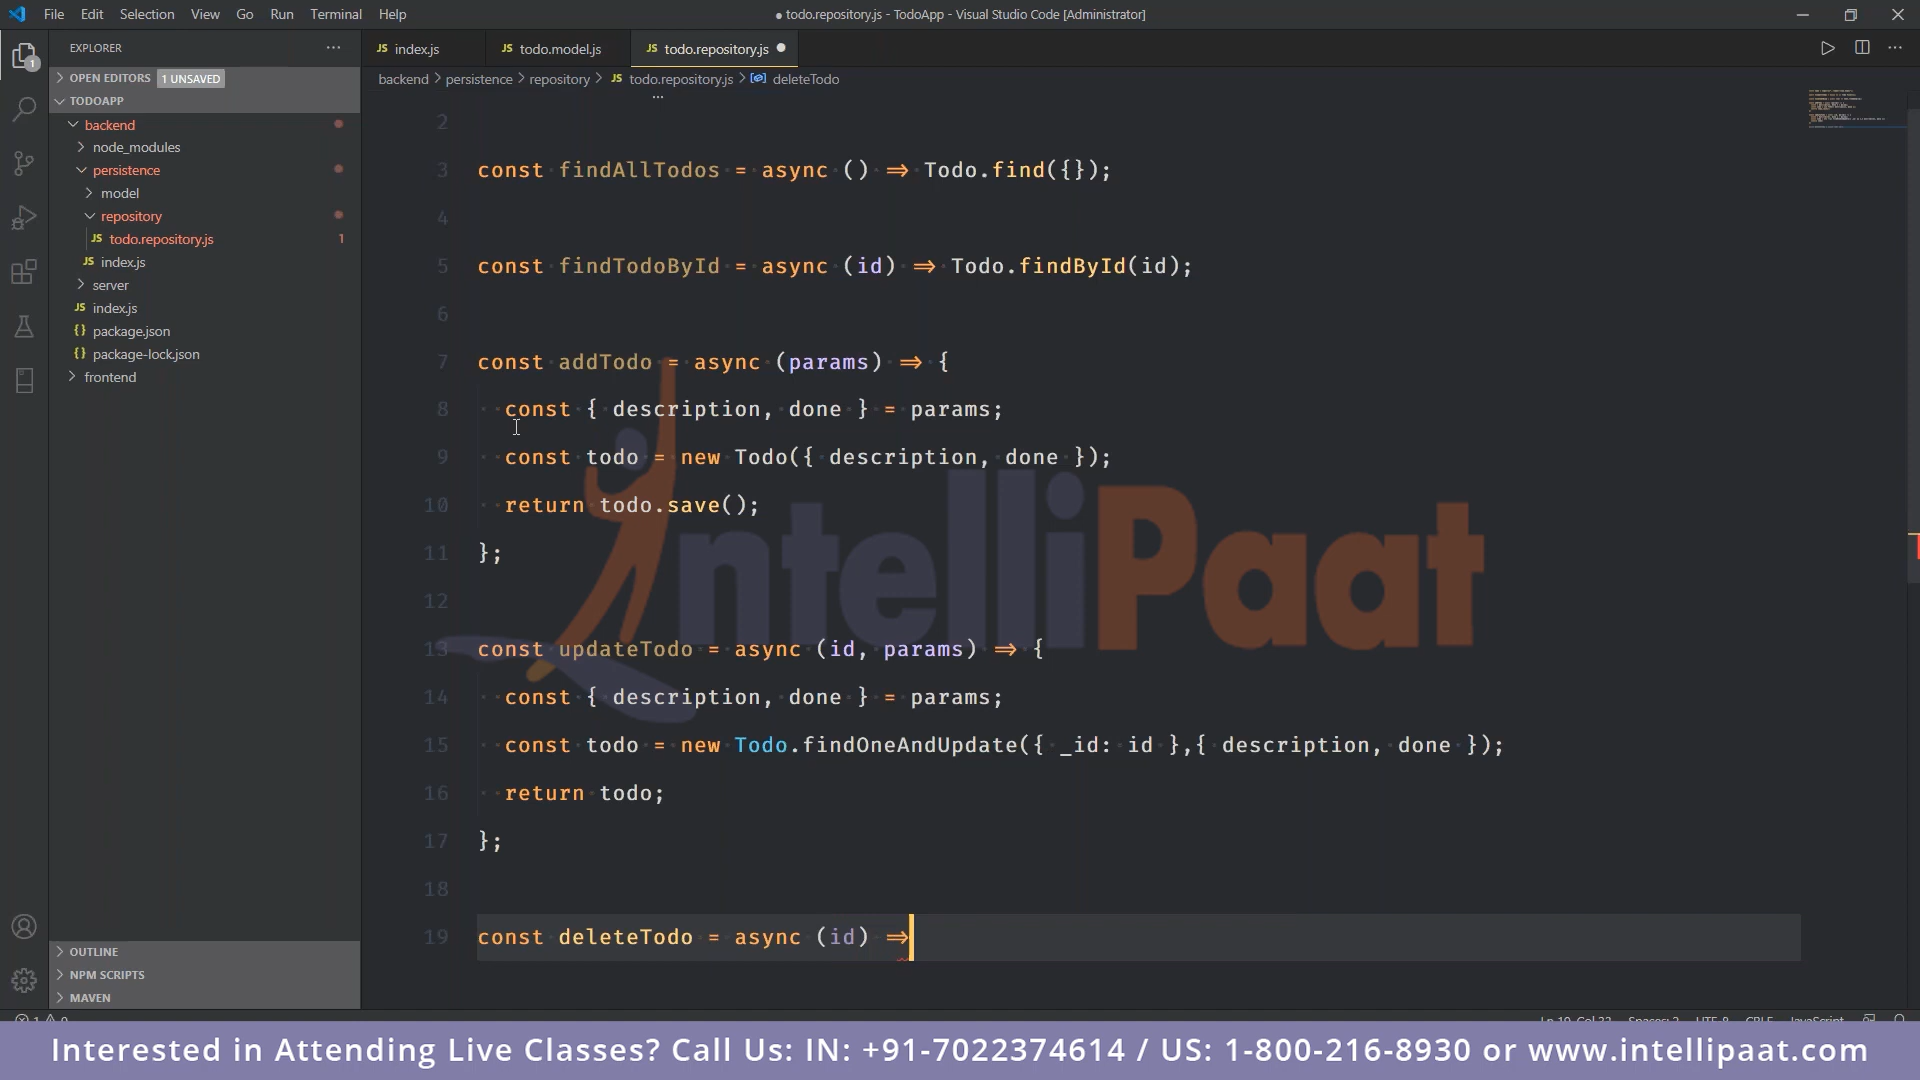 File Edit Selection View Go Run Terminal Help
● todo.repository.js - TodoApp - Visual Studio Code [Administrator]
EXPLORER
OPEN EDITORS 1 UNSAVED
TODOAPP
backend
node_modules
persistence
model
repository
JS todo.repository.js 1
JS index.js
server
JS index.js
{} package.json
{} package-lock.json
frontend
OUTLINE
NPM SCRIPTS
MAVEN
1
JS index.js
JS todo.model.js
JS todo.repository.js ●
backend > persistence > repository > JS todo.repository.js > deleteTodo
2
3 const findAllTodos = async () => Todo.find({});
4
5 const findTodoById = async (id) => Todo.findById(id);
6
7 const addTodo = async (params) => {
8 const { description, done } = params;
9 const todo = new Todo({ description, done });
10 return todo.save();
11 };
12
13 const updateTodo = async (id, params) => {
14 const { description, done } = params;
15 const todo = new Todo.findOneAndUpdate({ _id: id },{ description, done });
16 return todo;
17 };
18
19 const deleteTodo = async (id) =>
IntelliPaat
Interested in Attending Live Classes? Call Us: IN: +91-7022374614 / US: 1-800-216-8930 or www.intellipaat.com